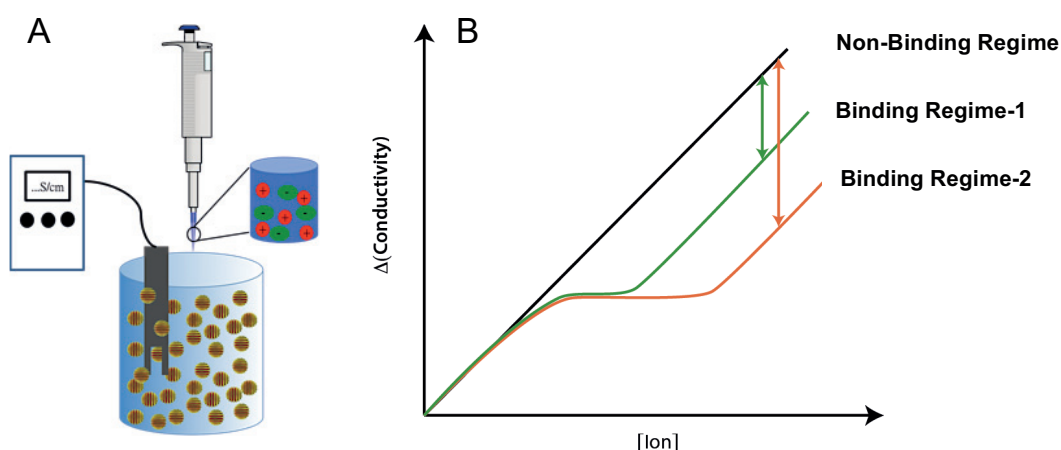 A
...S/cm
+
-
+
-
+
-
+
-
+
B
Δ(Conductivity)
[Ion]
Non-Binding Regime
Binding Regime-1
Binding Regime-2